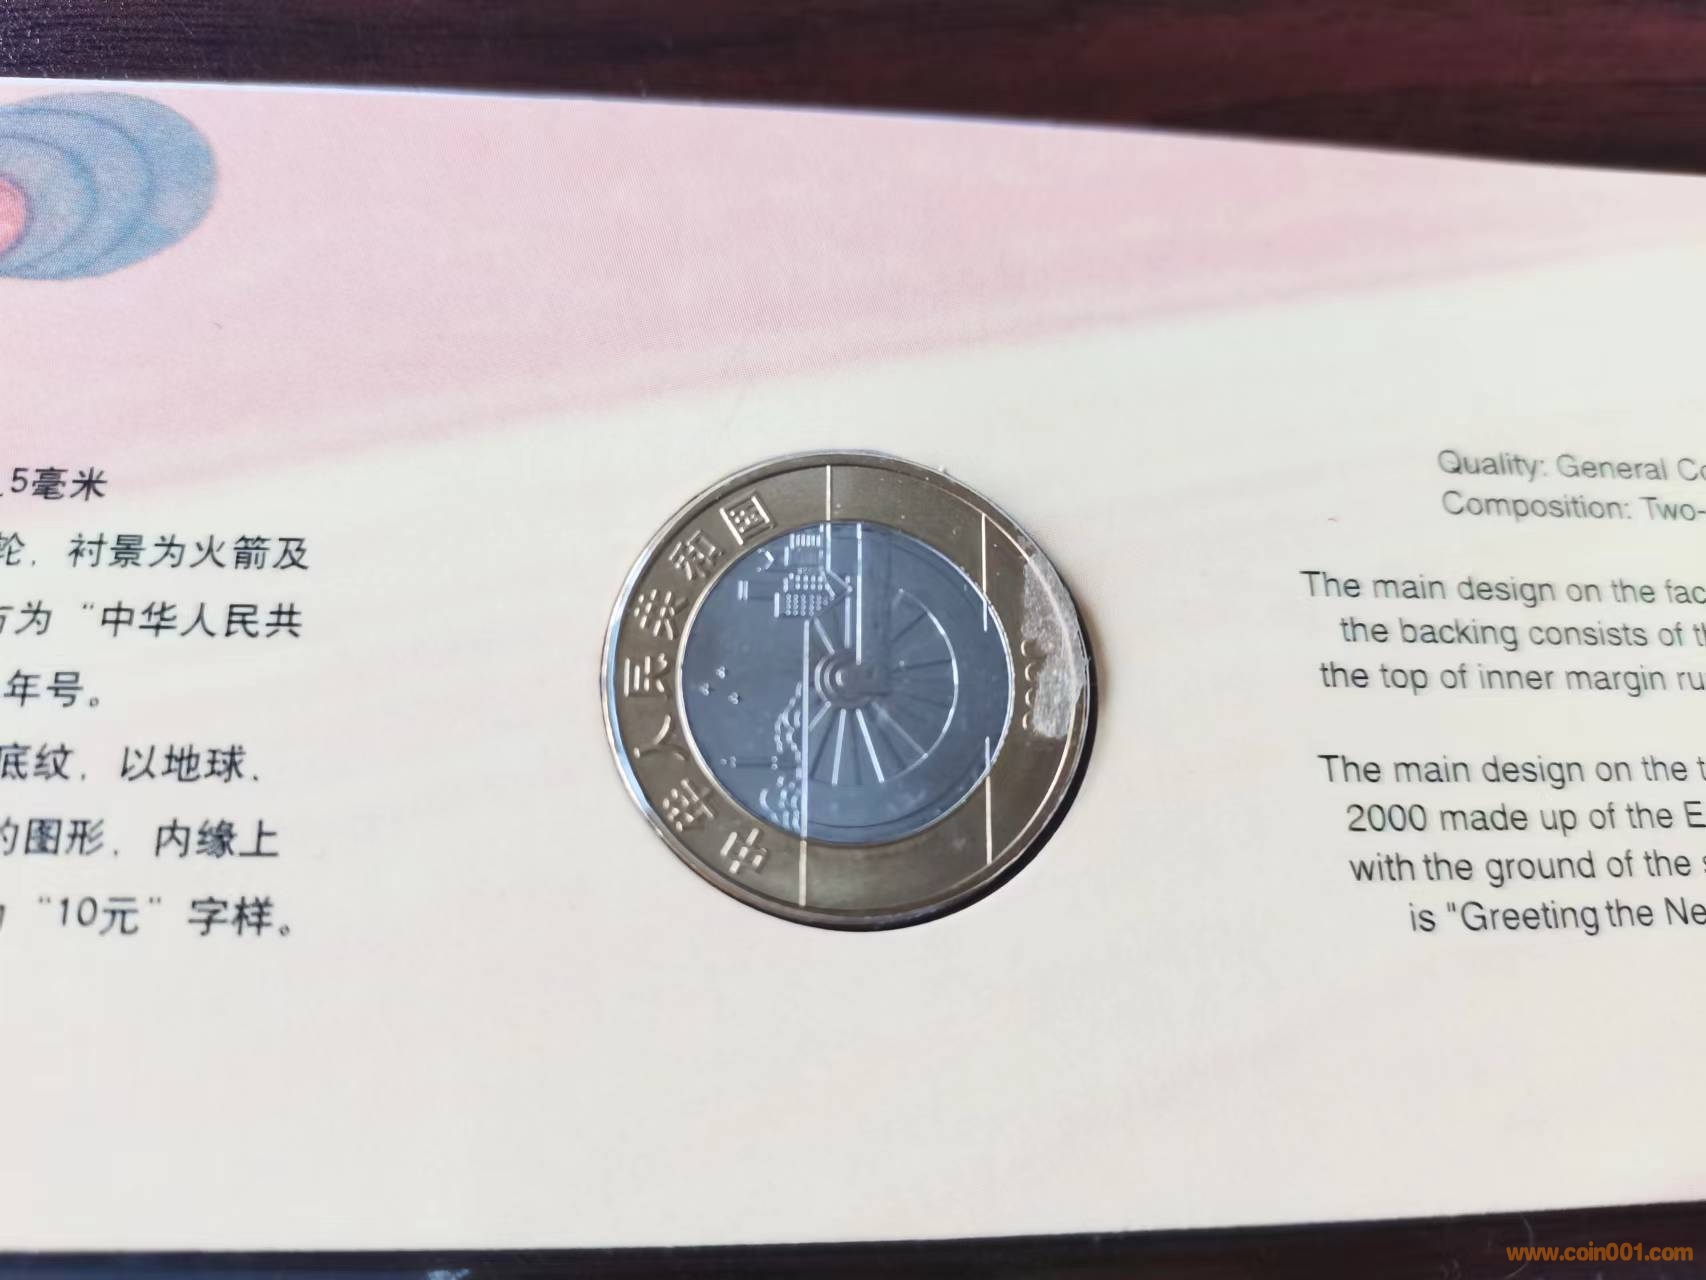 .5毫米
轮，衬景为火箭及
方为“中华人民共
年号。
底纹，以地球、
的图形，内缘上
“10元”字样。
中华人民共和国
Quality: General Co
Composition: Two-
The main design on the fac
the backing consists of th
the top of inner margin ru
The main design on the t
2000 made up of the E
with the ground of the s
is "Greeting the Ne
www.coin001.com